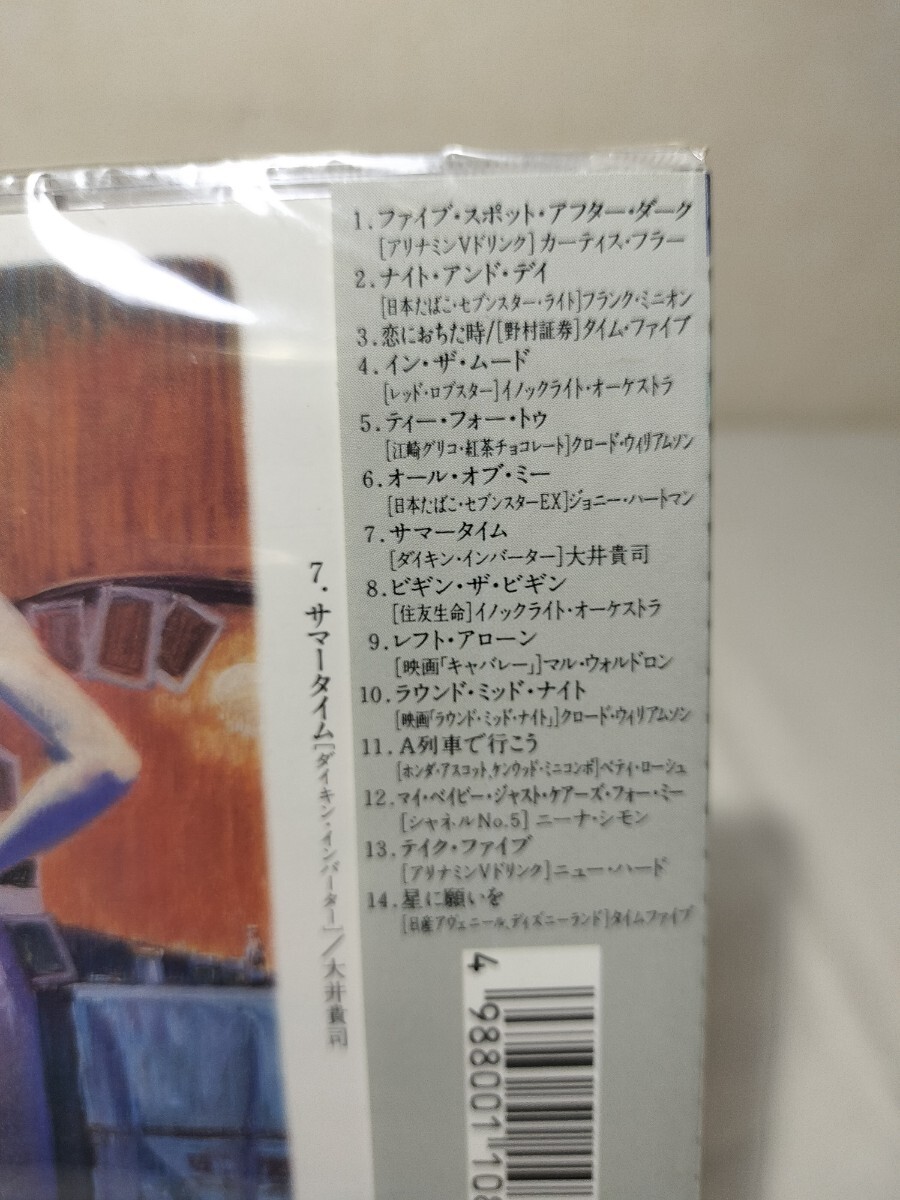 1.ファイブ・スポット・アフター・ダーク
[アリナミンVドリンク] カーティス・フラー
2.ナイト・アンド・デイ
[日本たばこ・セブンスター・ライト]フランク・ミニオン
3.恋におちた時/[野村証券]タイム・ファイブ
4.イン・ザ・ムード
[レッド・ロブスター]イノックライト・オーケストラ
5.ティー・フォー・トゥ
[江崎グリコ・紅茶チョコレート]クロード・ウィリアムソン
6.オール・オブ・ミー
[日本たばこ・セブンスターEX]ジョニー・ハートマン
7.サマータイム
[ダイキン・インバーター]大井貴司
8.ビギン・ザ・ビギン
[住友生命]イノックライト・オーケストラ
9.レフト・アローン
[映画「キャバレー」]マル・ウォルドロン
10.ラウンド・ミッド・ナイト
[映画「ラウンド・ミッド・ナイト」]クロード・ウィリアムソン
11.A列車で行こう
[ホンダ・アスコット、ケンウッド・ミニコンポ]ベティ・ローシュ
12.マイ・ベイビー・ジャスト・ケアーズ・フォー・ミー
[シャネルNo.5] ニーナ・シモン
13.テイク・ファイブ
[アリナミンVドリンク]ニュー・ハード
14.星に願いを
[日産アヴェニール、ディズニーランド]タイムファイブ
7.サマータイム[ダイキン・インバーター]/大井貴司
4 988001 108